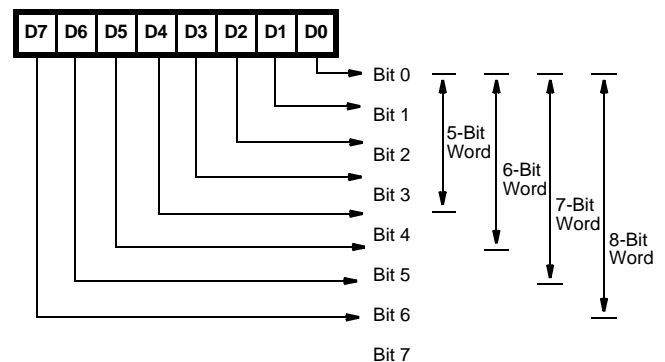 D7 D6 D5 D4 D3 D2 D1 D0
Bit 0
Bit 1
Bit 2
Bit 3
Bit 4
Bit 5
Bit 6
Bit 7
5-Bit
Word
6-Bit
Word
7-Bit
Word
8-Bit
Word